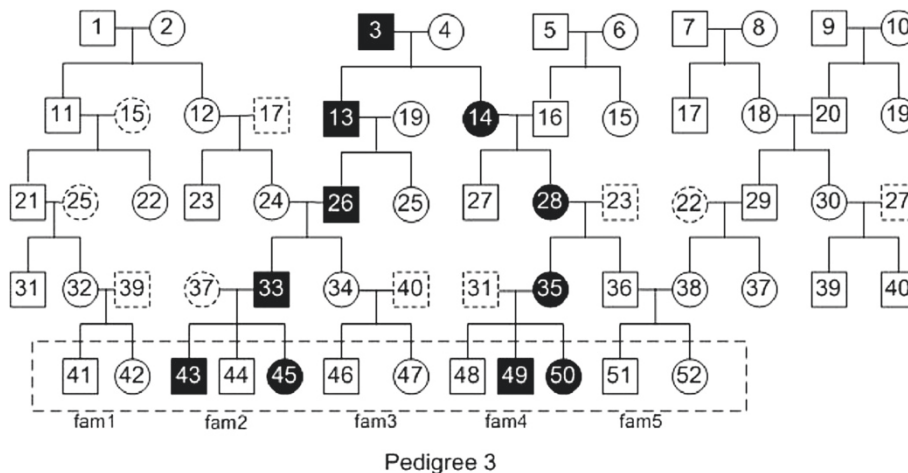 1 2 3 4 5 6 7 8 9 10
11 15 12 17 13 19 14 16 15 17 18 20 19
21 25 22 23 24 26 25 27 28 23 22 29 30 27
31 32 39 37 33 34 40 31 35 36 38 37 39 40
41 42 43 44 45 46 47 48 49 50 51 52
fam1 fam2 fam3 fam4 fam5
Pedigree 3